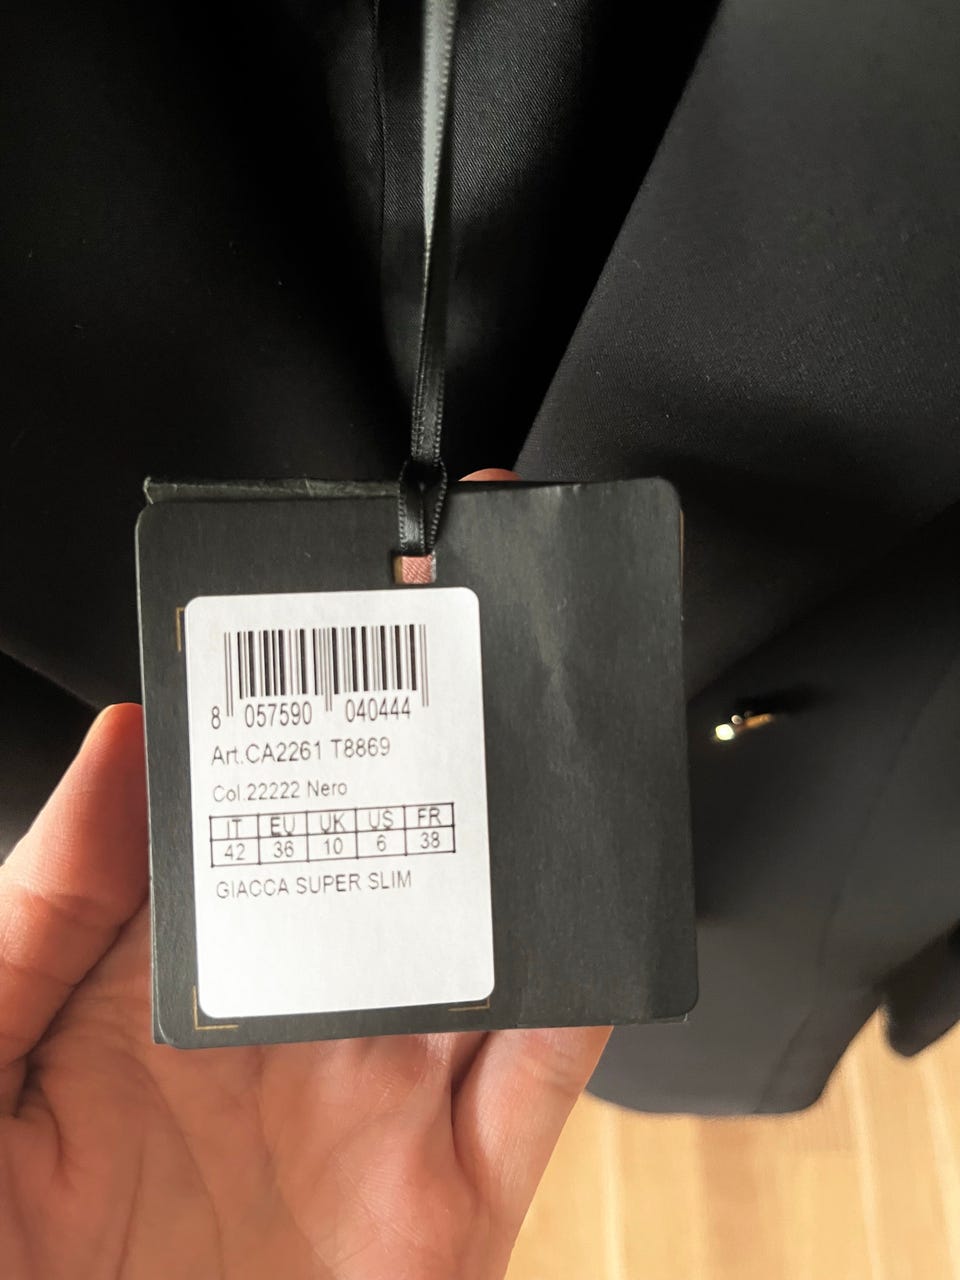 8 057590 040444
Art.CA2261 T8869
Col.22222 Nero
IT EU UK US FR
42 36 10 6 38
GIACCA SUPER SLIM